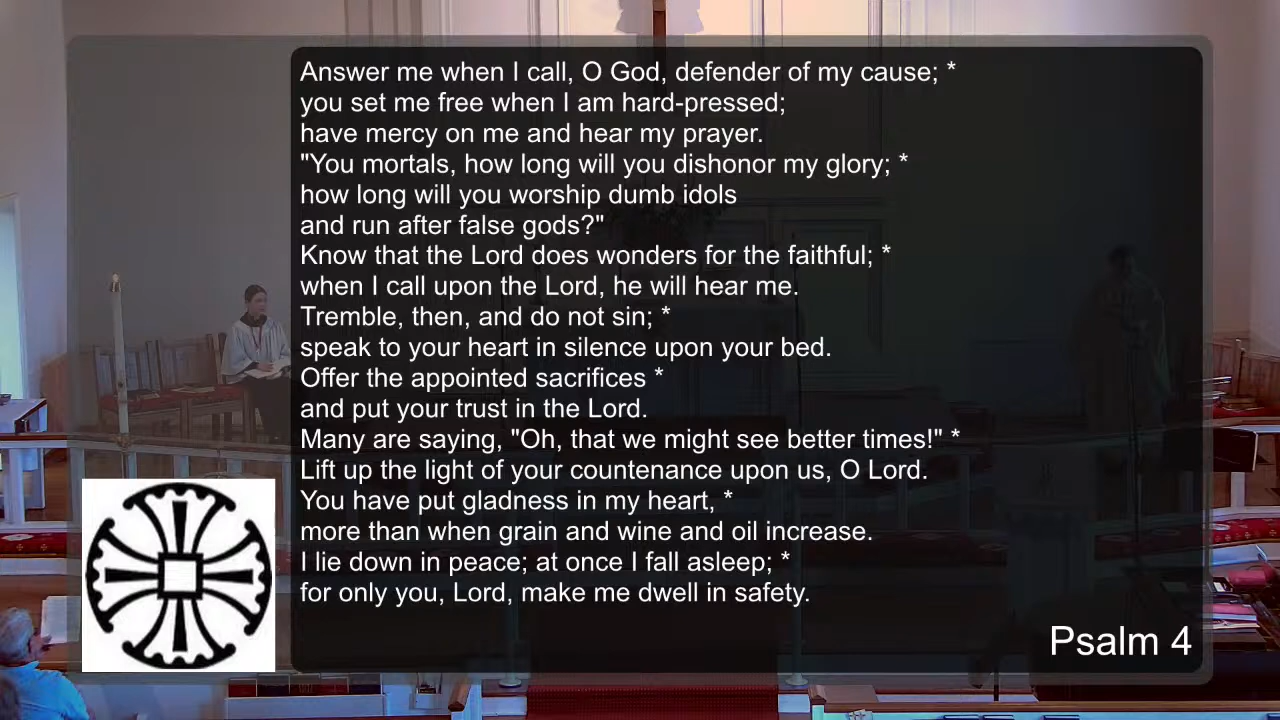 Answer me when I call, O God, defender of my cause; *
you set me free when I am hard-pressed;
have mercy on me and hear my prayer.
"You mortals, how long will you dishonor my glory; *
how long will you worship dumb idols
and run after false gods?"
Know that the Lord does wonders for the faithful; *
when I call upon the Lord, he will hear me.
Tremble, then, and do not sin; *
speak to your heart in silence upon your bed.
Offer the appointed sacrifices *
and put your trust in the Lord.
Many are saying, "Oh, that we might see better times!" *
Lift up the light of your countenance upon us, O Lord.
You have put gladness in my heart, *
more than when grain and wine and oil increase.
I lie down in peace; at once I fall asleep; *
for only you, Lord, make me dwell in safety.
Psalm 4